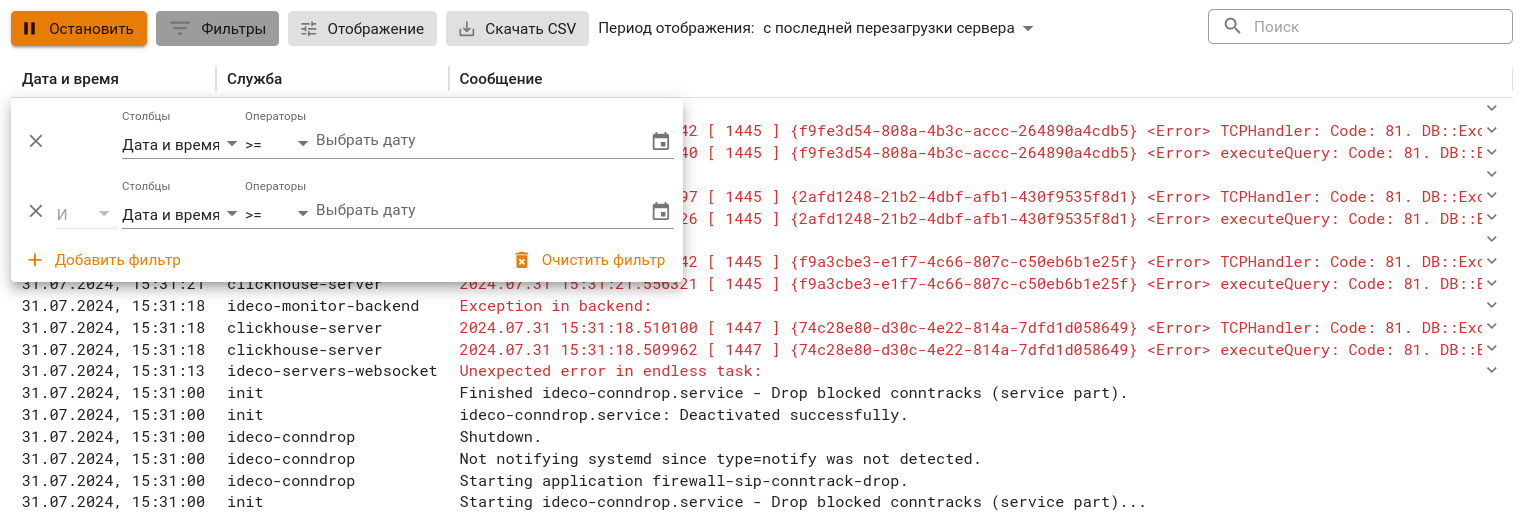 Остановить Фильтры Отображение Скачать CSV Период отображения: с последней перезагрузки сервера Поиск
Дата и время Служба Сообщение
Столбцы Операторы
Дата и время >= Выбрать дату
42 [ 1445 ] {f9fe3d54-808a-4b3c-accc-264890a4cdb5} <Error> TCPHandler: Code: 81. DB::Exc
40 [ 1445 ] {f9fe3d54-808a-4b3c-accc-264890a4cdb5} <Error> executeQuery: Code: 81. DB::E
Столбцы Операторы
И Дата и время >= Выбрать дату
97 [ 1445 ] {2afd1248-21b2-4dbf-afb1-430f9535f8d1} <Error> TCPHandler: Code: 81. DB::Exc
26 [ 1445 ] {2afd1248-21b2-4dbf-afb1-430f9535f8d1} <Error> executeQuery: Code: 81. DB::E
Добавить фильтр Очистить фильтр
42 [ 1445 ] {f9a3cbe3-e1f7-4c66-807c-c50eb6b1e25f} <Error> TCPHandler: Code: 81. DB::Exc
31.07.2024, 15:31:21 clickhouse-server 2024.07.31 15:31:21.556321 [ 1445 ] {f9a3cbe3-e1f7-4c66-807c-c50eb6b1e25f} <Error> executeQuery: Code: 81. DB::E
31.07.2024, 15:31:18 ideco-monitor-backend Exception in backend:
31.07.2024, 15:31:18 clickhouse-server 2024.07.31 15:31:18.510100 [ 1447 ] {74c28e80-d30c-4e22-814a-7dfd1d058649} <Error> TCPHandler: Code: 81. DB::Exc
31.07.2024, 15:31:18 clickhouse-server 2024.07.31 15:31:18.509962 [ 1447 ] {74c28e80-d30c-4e22-814a-7dfd1d058649} <Error> executeQuery: Code: 81. DB::E
31.07.2024, 15:31:13 ideco-servers-websocket Unexpected error in endless task:
31.07.2024, 15:31:00 init Finished ideco-conndrop.service - Drop blocked conntracks (service part).
31.07.2024, 15:31:00 init ideco-conndrop.service: Deactivated successfully.
31.07.2024, 15:31:00 ideco-conndrop Shutdown.
31.07.2024, 15:31:00 ideco-conndrop Not notifying systemd since type=notify was not detected.
31.07.2024, 15:31:00 ideco-conndrop Starting application firewall-sip-conntrack-drop.
31.07.2024, 15:31:00 init Starting ideco-conndrop.service - Drop blocked conntracks (service part)...